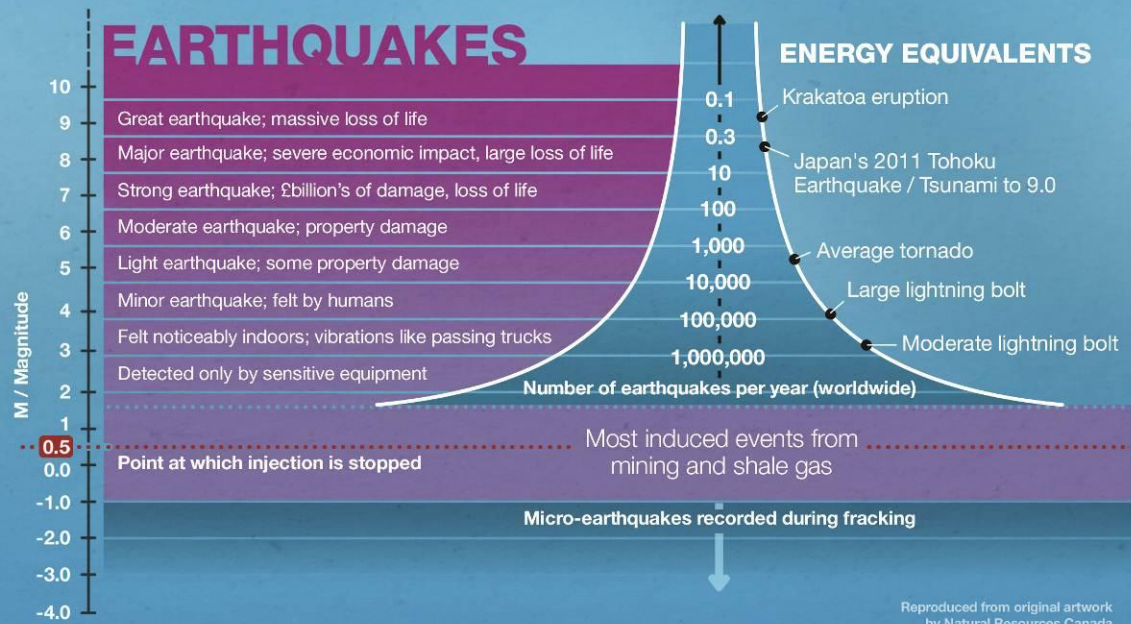 EARTHQUAKES
ENERGY EQUIVALENTS
M / Magnitude
10
9
8
7
6
5
4
3
2
1
0.5
0.0
-1.0
-2.0
-3.0
-4.0
Great earthquake; massive loss of life
Major earthquake; severe economic impact, large loss of life
Strong earthquake; £billion's of damage, loss of life
Moderate earthquake; property damage
Light earthquake; some property damage
Minor earthquake; felt by humans
Felt noticeably indoors; vibrations like passing trucks
Detected only by sensitive equipment
0.1
0.3
10
100
1,000
10,000
100,000
1,000,000
Number of earthquakes per year (worldwide)
Krakatoa eruption
Japan's 2011 Tohoku
Earthquake / Tsunami to 9.0
Average tornado
Large lightning bolt
Moderate lightning bolt
Most induced events from
mining and shale gas
Point at which injection is stopped
Micro-earthquakes recorded during fracking
Reproduced from original artwork
by Natural Resources Canada